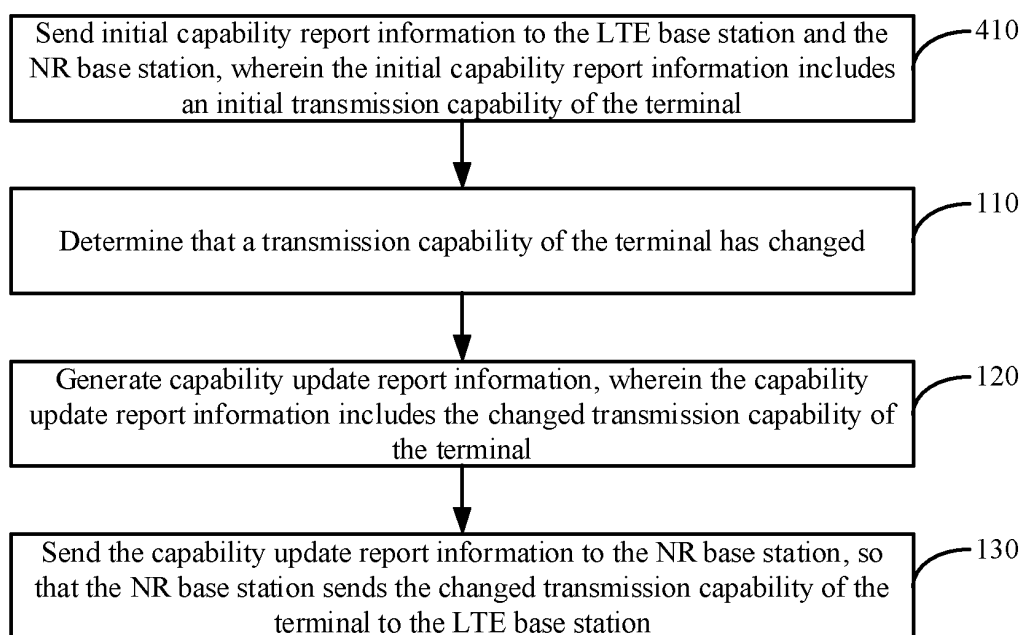 Send initial capability report information to the LTE base station and the
NR base station, wherein the initial capability report information includes
an initial transmission capability of the terminal
410
Determine that a transmission capability of the terminal has changed
110
Generate capability update report information, wherein the capability
update report information includes the changed transmission capability of
the terminal
120
Send the capability update report information to the NR base station, so
that the NR base station sends the changed transmission capability of the
terminal to the LTE base station
130